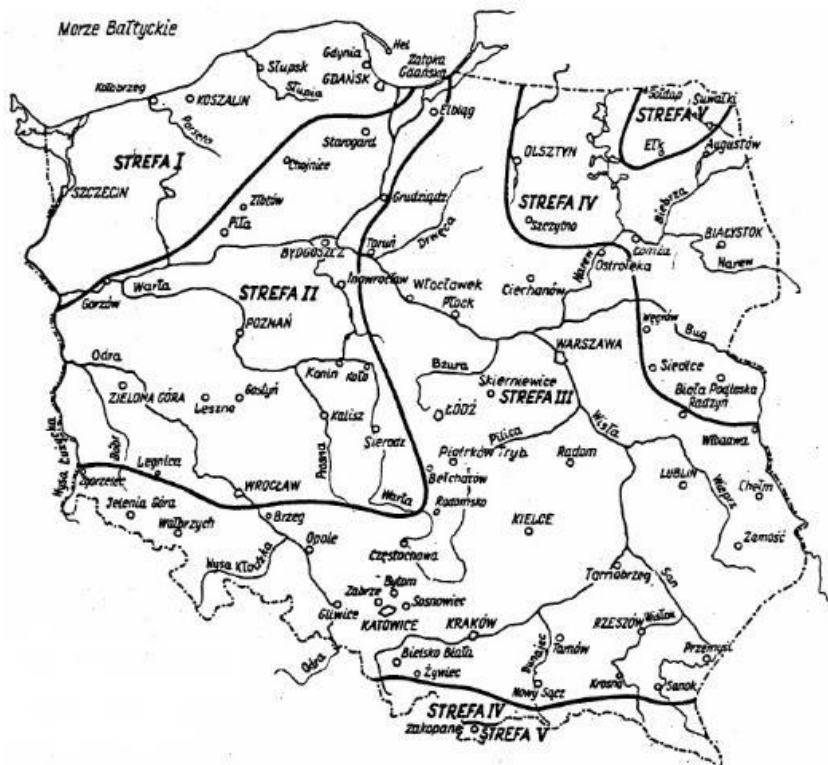 Morze Bałtyckie
Hel
Gdynia
Zatoka
Gdańska
Słupsk
GDAŃSK
Słupia
Kołobrzeg
KOSZALIN
Parsęta
Elbląg
Gołdap
Suwałki
STREFA V
Starogard
Ełk
Augustów
STREFA I
Chojnice
OLSZTYN
SZCZECIN
Złotów
Grudziądz
STREFA IV
Biebrza
Piła
Szczytno
Drwęca
BIAŁYSTOK
BYDGOSZCZ
Toruń
Łomża
Narew
Narew
Ostrołęka
Gorzów
Warta
Inowrocław
Włocławek
Ciechanów
STREFA II
Płock
POZNAŃ
Węgrów
Bug
WARSZAWA
Odra
Bzura
Siedlce
Konin
Koło
Skierniewice
Biała Podlaska
ZIELONA GÓRA
Gostyń
STREFA III
Radzyń
Leszno
Kalisz
ŁÓDŹ
Wisła
Nysa Łużycka
Bóbr
Sieradz
Pilica
Włodawa
Prosna
Piotrków Tryb.
Radom
Legnica
Bełchatów
LUBLIN
Wieprz
Zgorzelec
WROCŁAW
Warta
Chełm
Jelenia Góra
Brzeg
Radomsko
Wałbrzych
KIELCE
Zamość
Opole
Częstochowa
Nysa Kłodzka
Tarnobrzeg
San
Bytom
Zabrze
Sosnowiec
Gliwice
KATOWICE
KRAKÓW
RZESZÓW
Wisłok
Bielsko Biała
Dunajec
Tarnów
Przemyśl
Odra
Żywiec
Krosno
Nowy Sącz
Sanok
STREFA IV
Zakopane
STREFA V